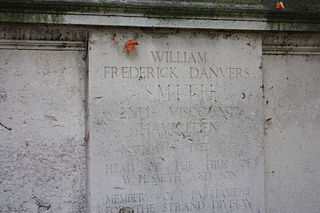 WILLIAM
FREDERICK DANVERS
SMITH
2ND VISCOUNT
HAMBLEDEN
HEAD OF THE FIRM OF
W.H. SMITH AND SON
MEMBER OF PARLIAMENT
FOR THE STRAND DIVISION